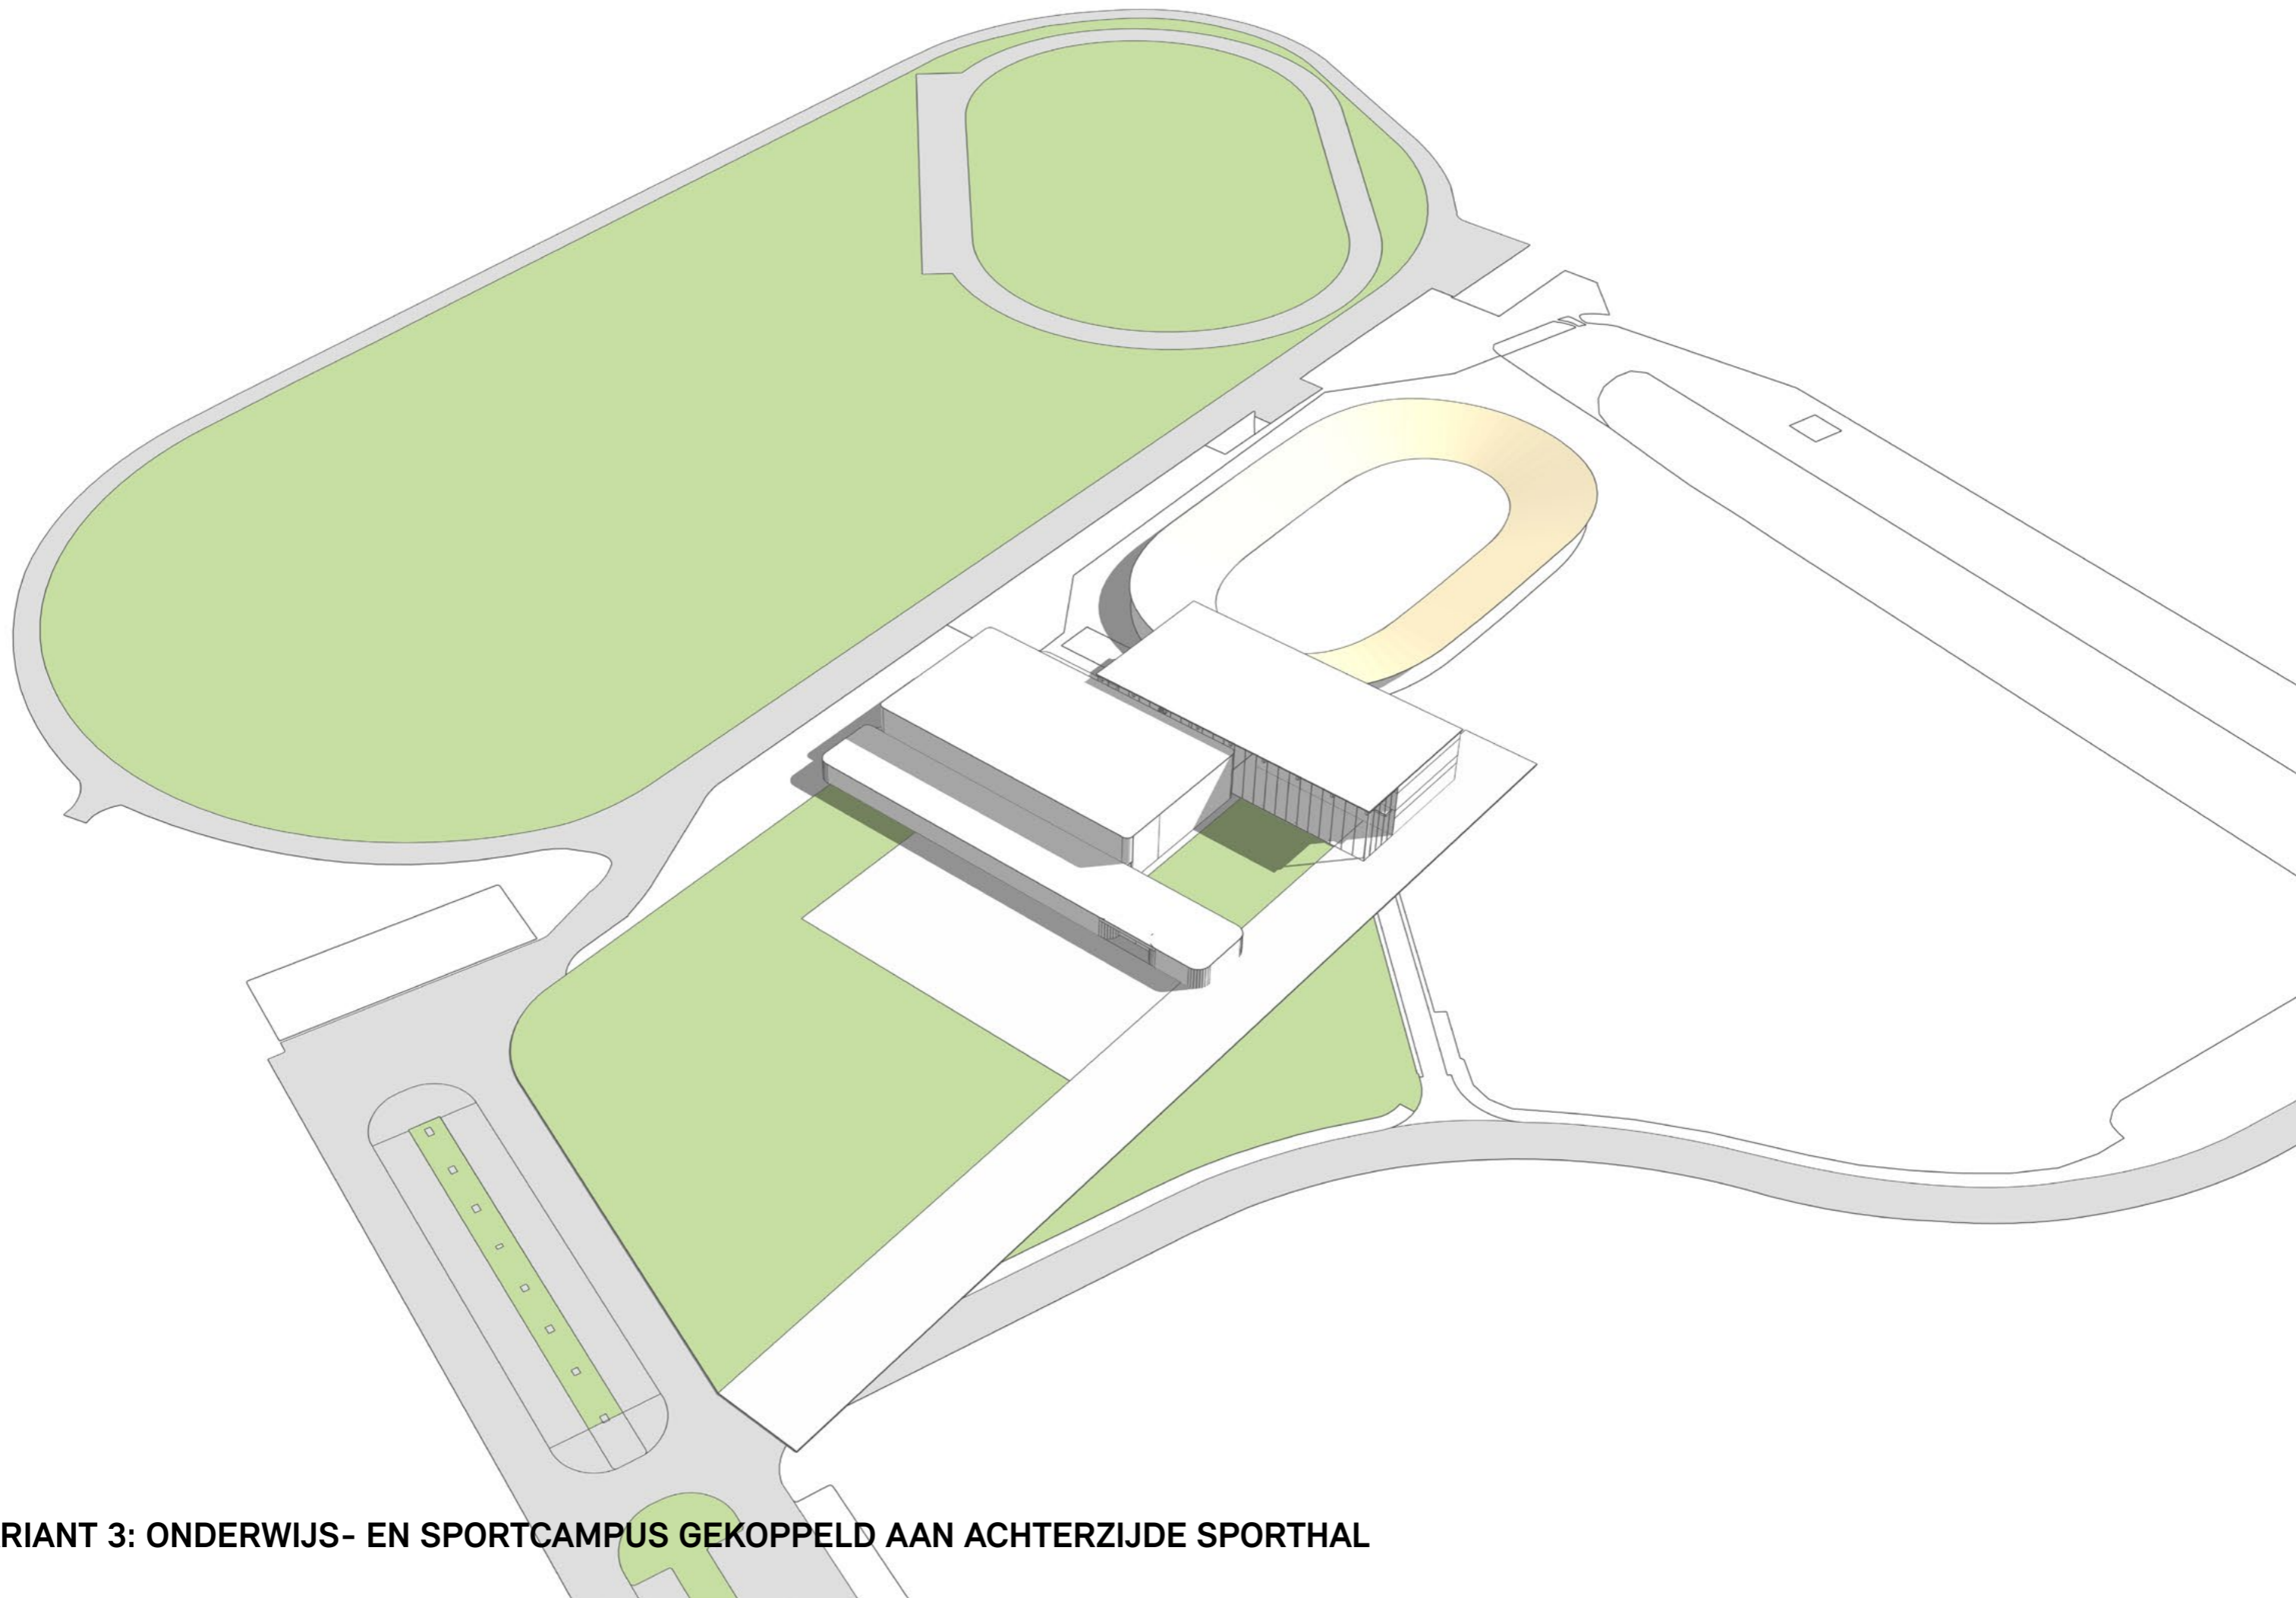 RIANT 3: ONDERWIJS- EN SPORTCAMPUS GEKOPPELD AAN ACHTERZIJDE SPORTHAL